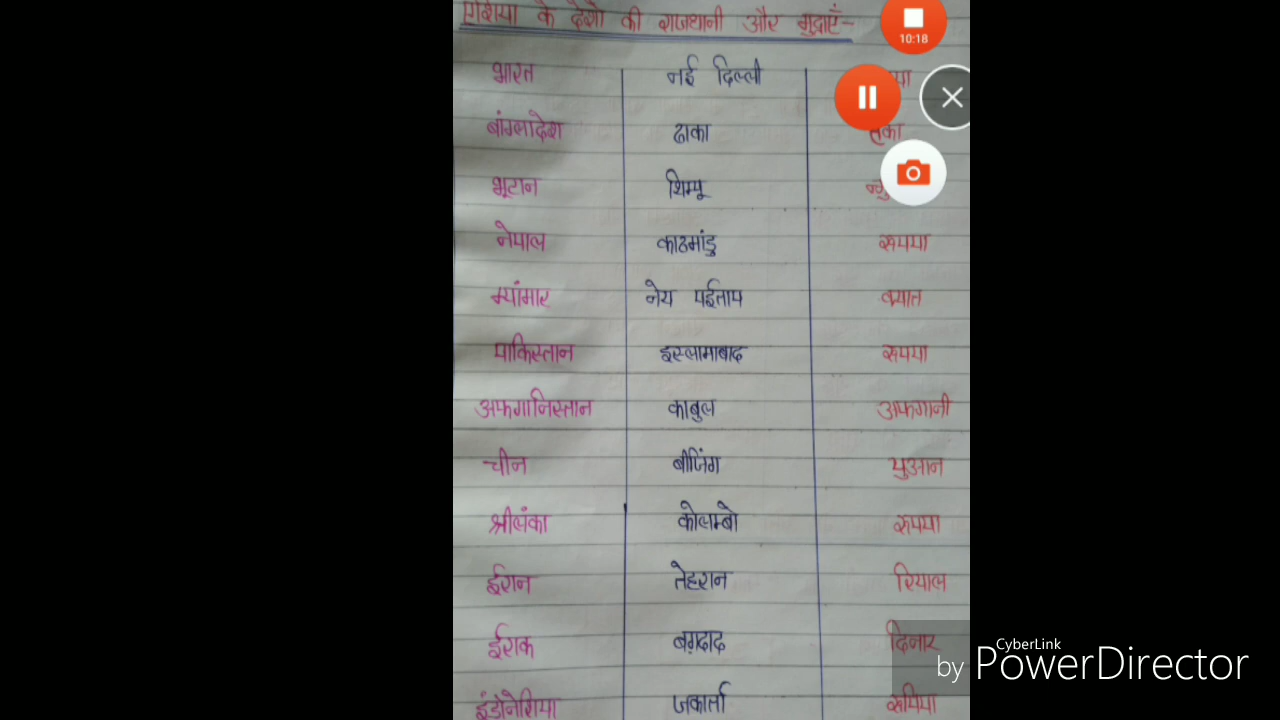 एशिया के देशो की राजधानी और मुद्राएँ-
10:18
भारत नई दिल्ली
बांग्लादेश ढाका
भूटान थिम्पू
नेपाल काठमांडु रूपया
म्यांमार नेय पईताप क्यात
पाकिस्तान इस्लामाबाद रूपया
अफगानिस्तान काबुल अफगानी
चीन बीजिंग युआन
श्रीलंका कोलम्बो रूपया
ईरान तेहरान रियाल
ईराक बग़दाद दिनार
इंडोनेशिया जकार्ता रूपिया
CyberLink
by PowerDirector